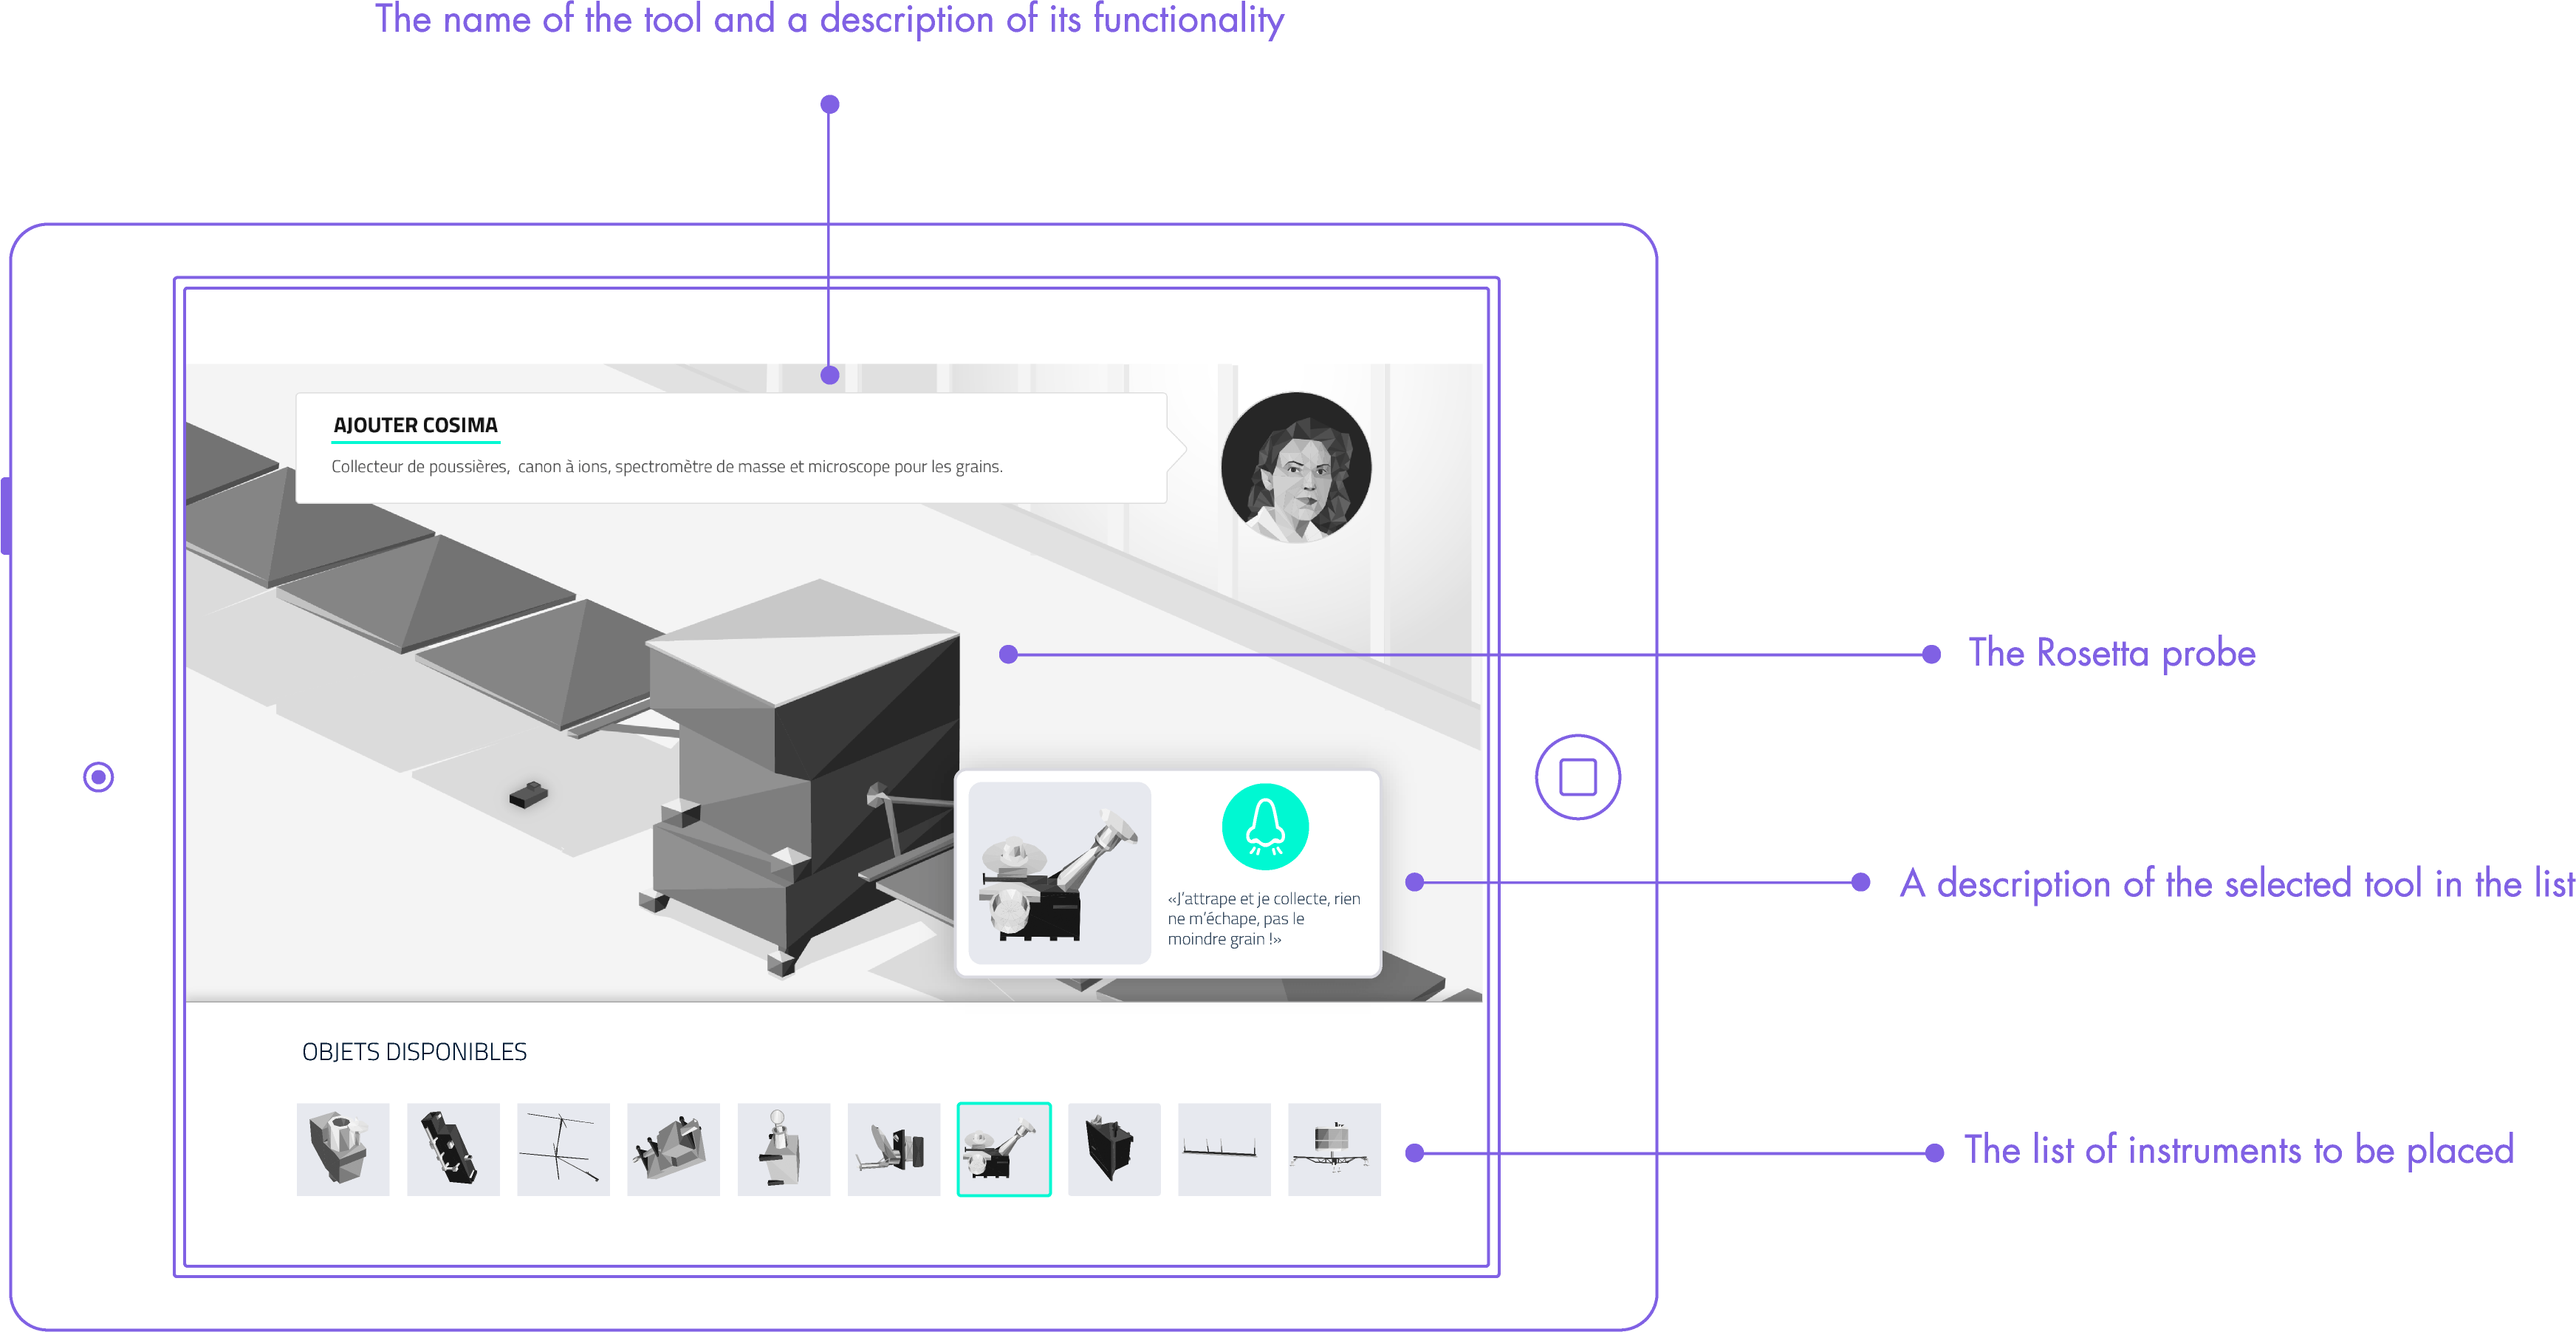 The name of the tool and a description of its functionality
AJOUTER COSIMA
Collecteur de poussières, canon à ions, spectromètre de masse et microscope pour les grains.
The Rosetta probe
A description of the selected tool in the list
«J'attrape et je collecte, rien
ne m'échape, pas le
moindre grain !»
OBJETS DISPONIBLES
The list of instruments to be placed